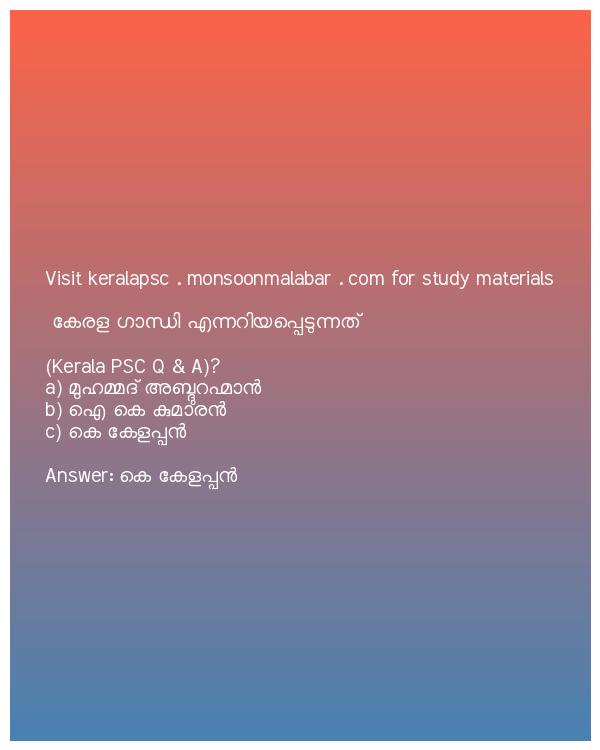 Visit keralapsc . monsoonmalabar . com for study materials
കേരള ഗാന്ധി എന്നറിയപ്പെടുന്നത്
(Kerala PSC Q & A)?
a) മുഹമ്മദ് അബ്ദുറഹ്മാൻ
b) ഐ കെ കുമാരൻ
c) കെ കേളപ്പൻ
Answer: കെ കേളപ്പൻ